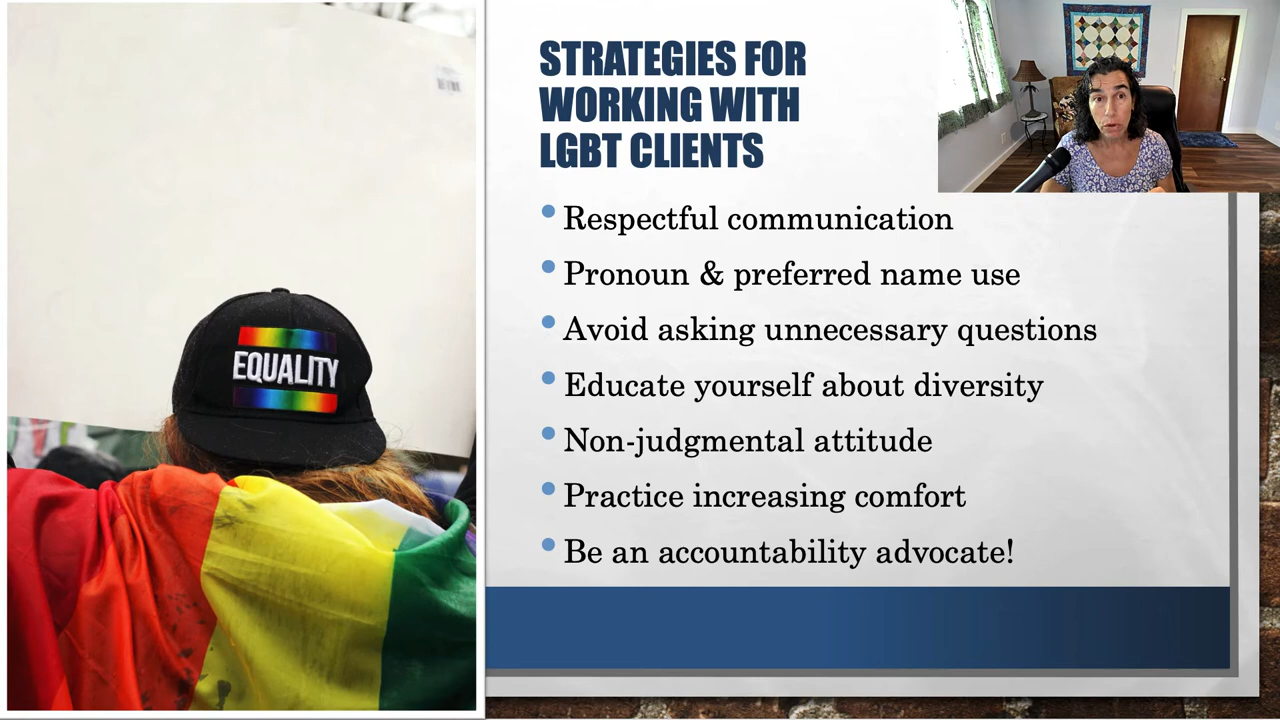 STRATEGIES FOR
WORKING WITH
LGBT CLIENTS
• Respectful communication
• Pronoun & preferred name use
• Avoid asking unnecessary questions
• Educate yourself about diversity
• Non-judgmental attitude
• Practice increasing comfort
• Be an accountability advocate!
EQUALITY